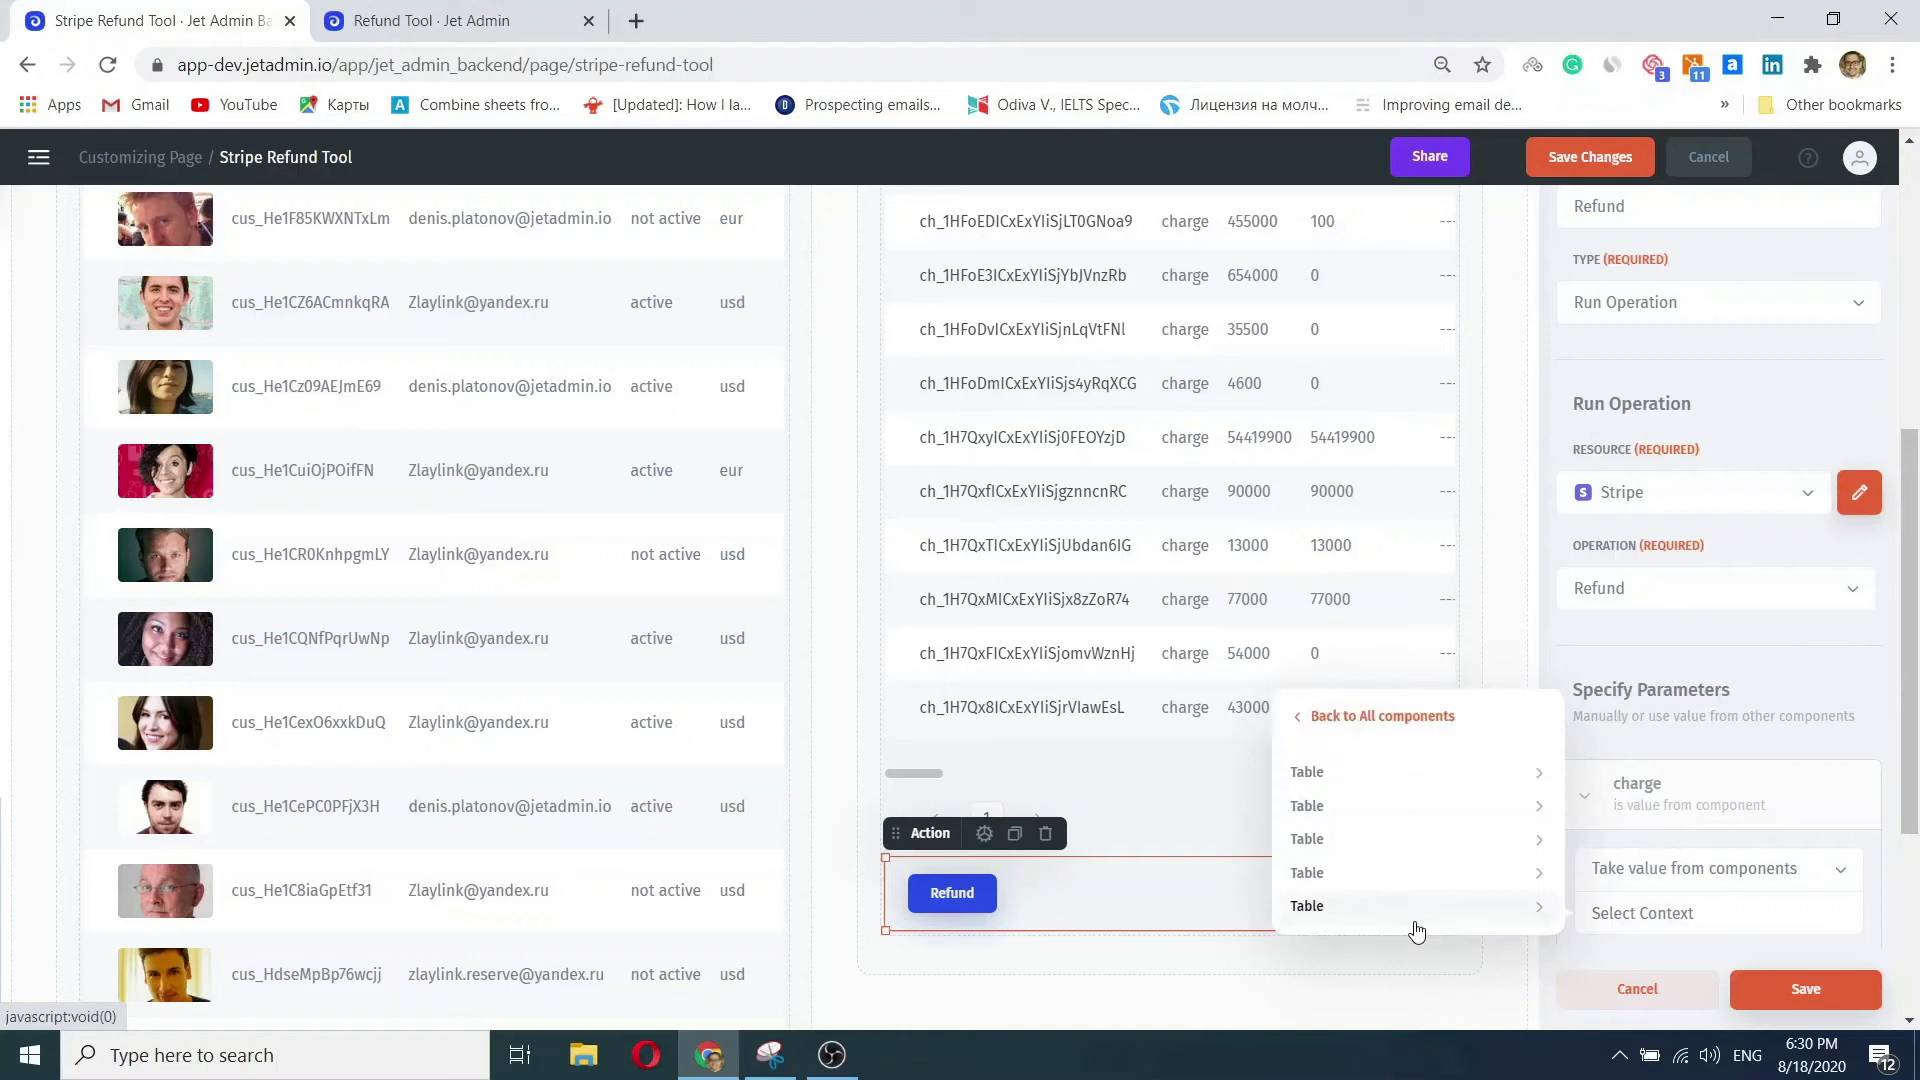 Stripe Refund Tool · Jet Admin Ba
Refund Tool · Jet Admin
app-dev.jetadmin.io/app/jet_admin_backend/page/stripe-refund-tool
3
11
Apps
Gmail
YouTube
Карты
Combine sheets fro...
[Updated]: How I la...
Prospecting emails...
Odiva V., IELTS Spec...
Лицензия на молч...
Improving email de...
»
Other bookmarks
Customizing Page / Stripe Refund Tool
Share
Save Changes
Cancel
cus_He1F85KWXNTxLm denis.platonov@jetadmin.io not active eur
cus_He1CZ6ACmnkqRA Zlaylink@yandex.ru active usd
cus_He1Cz09AEJmE69 denis.platonov@jetadmin.io active usd
cus_He1CuiOjPOifFN Zlaylink@yandex.ru active eur
cus_He1CR0KnhpgmLY Zlaylink@yandex.ru not active usd
cus_He1CQNfPqrUwNp Zlaylink@yandex.ru active usd
cus_He1CexO6xxkDuQ Zlaylink@yandex.ru active usd
cus_He1CePC0PFjX3H denis.platonov@jetadmin.io active usd
cus_He1C8iaGpEtf31 Zlaylink@yandex.ru not active usd
cus_HdseMpBp76wcjj zlaylink.reserve@yandex.ru not active usd
ch_1HFoEDICxExYIiSjLT0GNoa9 charge 455000 100 ---
ch_1HFoE3ICxExYIiSjYbJVnzRb charge 654000 0 ---
ch_1HFoDvICxExYIiSjnLqVtFNl charge 35500 0 ---
ch_1HFoDmICxExYIiSjs4yRqXCG charge 4600 0 ---
ch_1H7QxyICxExYIiSj0FEOYzjD charge 54419900 54419900 ---
ch_1H7QxfICxExYIiSjgznncnRC charge 90000 90000 ---
ch_1H7QxTICxExYIiSjUbdan6IG charge 13000 13000 ---
ch_1H7QxMICxExYIiSjx8zZoR74 charge 77000 77000 ---
ch_1H7QxFICxExYIiSjomvWznHj charge 54000 0 ---
ch_1H7Qx8ICxExYIiSjrVIawEsL charge 43000
1
Action
Refund
Back to All components
Table
Table
Table
Table
Table
Refund
TYPE (REQUIRED)
Run Operation
Run Operation
RESOURCE (REQUIRED)
S Stripe
OPERATION (REQUIRED)
Refund
Specify Parameters
Manually or use value from other components
charge
is value from component
Take value from components
Select Context
Cancel
Save
javascript:void(0)
Type here to search
ENG
6:30 PM
8/18/2020
12